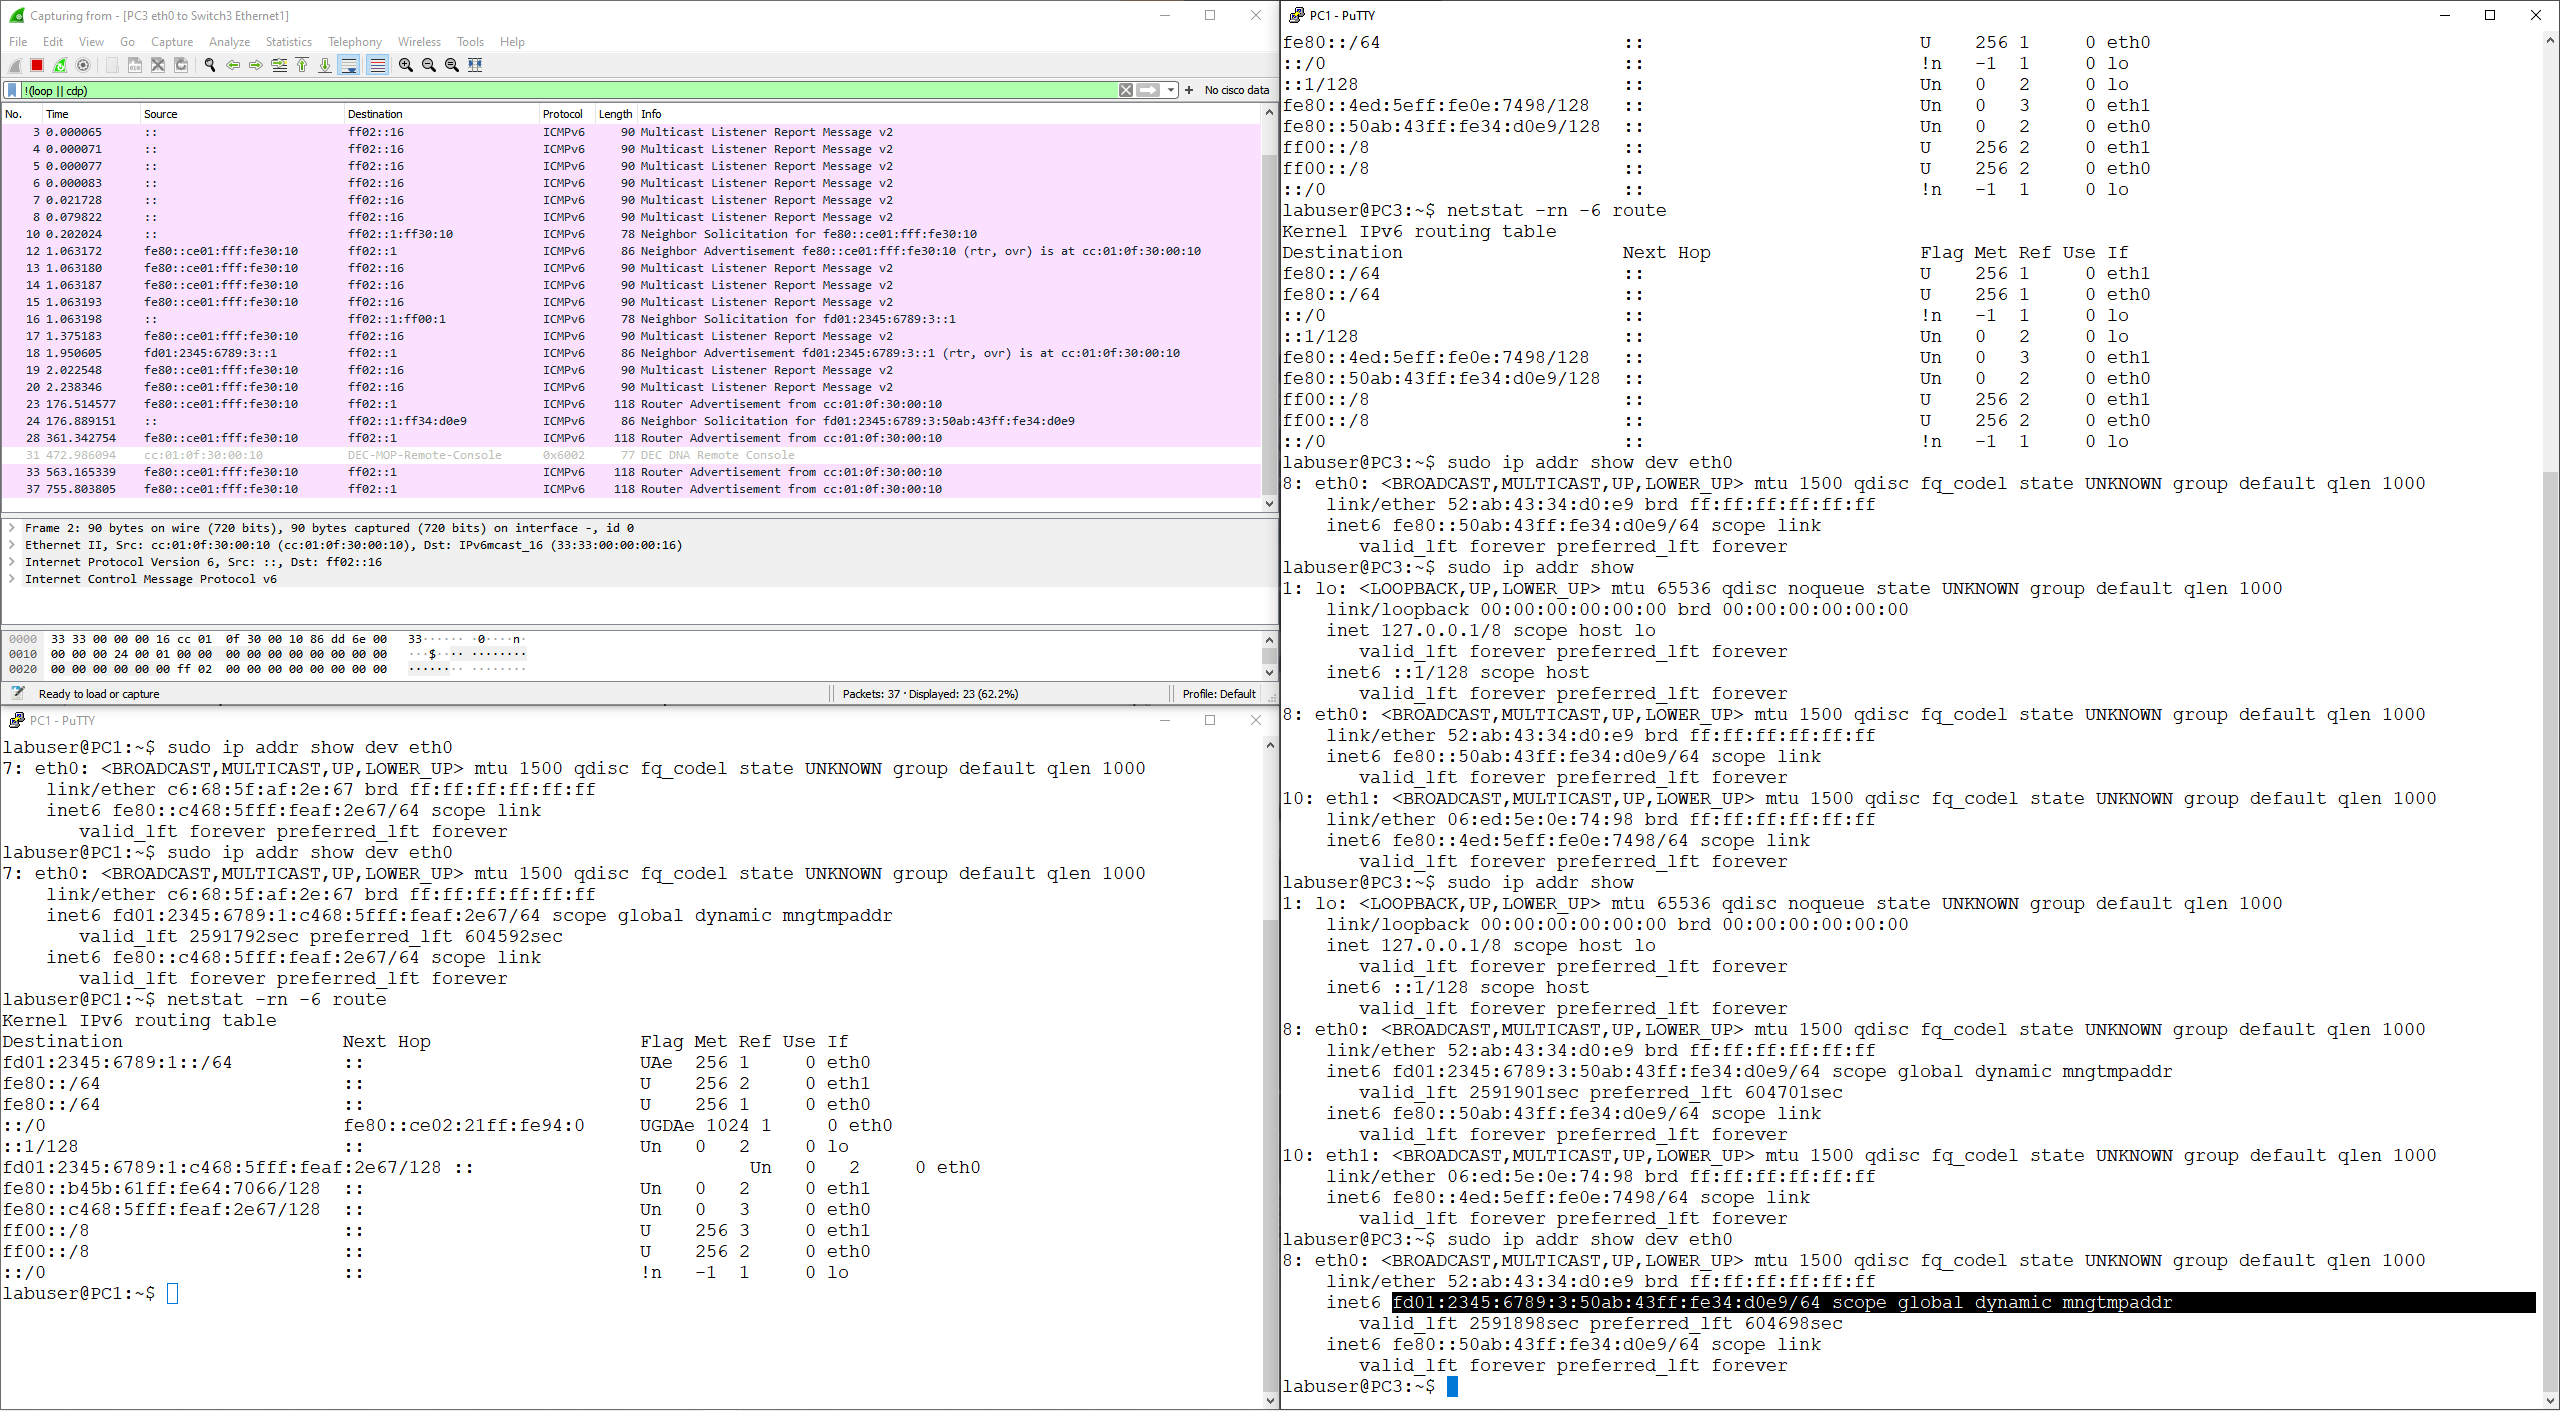 Capturing from - [PC3 eth0 to Switch3 Ethernet1]
File Edit View Go Capture Analyze Statistics Telephony Wireless Tools Help
!(loop || cdp)
No cisco data
No. Time Source Destination Protocol Length Info
3 0.000065 :: ff02::16 ICMPv6 90 Multicast Listener Report Message v2
4 0.000071 :: ff02::16 ICMPv6 90 Multicast Listener Report Message v2
5 0.000077 :: ff02::16 ICMPv6 90 Multicast Listener Report Message v2
6 0.000083 :: ff02::16 ICMPv6 90 Multicast Listener Report Message v2
7 0.021728 :: ff02::16 ICMPv6 90 Multicast Listener Report Message v2
8 0.079822 :: ff02::16 ICMPv6 90 Multicast Listener Report Message v2
10 0.202024 :: ff02::1:ff30:10 ICMPv6 78 Neighbor Solicitation for fe80::ce01:fff:fe30:10
12 1.063172 fe80::ce01:fff:fe30:10 ff02::1 ICMPv6 86 Neighbor Advertisement fe80::ce01:fff:fe30:10 (rtr, ovr) is at cc:01:0f:30:00:10
13 1.063180 fe80::ce01:fff:fe30:10 ff02::16 ICMPv6 90 Multicast Listener Report Message v2
14 1.063187 fe80::ce01:fff:fe30:10 ff02::16 ICMPv6 90 Multicast Listener Report Message v2
15 1.063193 fe80::ce01:fff:fe30:10 ff02::16 ICMPv6 90 Multicast Listener Report Message v2
16 1.063198 :: ff02::1:ff00:1 ICMPv6 78 Neighbor Solicitation for fd01:2345:6789:3::1
17 1.375183 fe80::ce01:fff:fe30:10 ff02::16 ICMPv6 90 Multicast Listener Report Message v2
18 1.950605 fd01:2345:6789:3::1 ff02::1 ICMPv6 86 Neighbor Advertisement fd01:2345:6789:3::1 (rtr, ovr) is at cc:01:0f:30:00:10
19 2.022548 fe80::ce01:fff:fe30:10 ff02::16 ICMPv6 90 Multicast Listener Report Message v2
20 2.238346 fe80::ce01:fff:fe30:10 ff02::16 ICMPv6 90 Multicast Listener Report Message v2
23 176.514577 fe80::ce01:fff:fe30:10 ff02::1 ICMPv6 118 Router Advertisement from cc:01:0f:30:00:10
24 176.889151 :: ff02::1:ff34:d0e9 ICMPv6 86 Neighbor Solicitation for fd01:2345:6789:3:50ab:43ff:fe34:d0e9
28 361.342754 fe80::ce01:fff:fe30:10 ff02::1 ICMPv6 118 Router Advertisement from cc:01:0f:30:00:10
31 472.986094 cc:01:0f:30:00:10 DEC-MOP-Remote-Console 0x6002 77 DEC DNA Remote Console
33 563.165339 fe80::ce01:fff:fe30:10 ff02::1 ICMPv6 118 Router Advertisement from cc:01:0f:30:00:10
37 755.803805 fe80::ce01:fff:fe30:10 ff02::1 ICMPv6 118 Router Advertisement from cc:01:0f:30:00:10
Frame 2: 90 bytes on wire (720 bits), 90 bytes captured (720 bits) on interface -, id 0
Ethernet II, Src: cc:01:0f:30:00:10 (cc:01:0f:30:00:10), Dst: IPv6mcast_16 (33:33:00:00:00:16)
Internet Protocol Version 6, Src: ::, Dst: ff02::16
Internet Control Message Protocol v6
0000 33 33 00 00 00 16 cc 01 0f 30 00 10 86 dd 6e 00 33······ ·0····n·
0010 00 00 00 24 00 01 00 00 00 00 00 00 00 00 00 00 ···$···· ········
0020 00 00 00 00 00 00 ff 02 00 00 00 00 00 00 00 00 ········ ········
Ready to load or capture
Packets: 37 · Displayed: 23 (62.2%)
Profile: Default
PC1 - PuTTY
labuser@PC1:~$ sudo ip addr show dev eth0
7: eth0: <BROADCAST,MULTICAST,UP,LOWER_UP> mtu 1500 qdisc fq_codel state UNKNOWN group default qlen 1000
link/ether c6:68:5f:af:2e:67 brd ff:ff:ff:ff:ff:ff
inet6 fe80::c468:5fff:feaf:2e67/64 scope link
valid_lft forever preferred_lft forever
labuser@PC1:~$ sudo ip addr show dev eth0
7: eth0: <BROADCAST,MULTICAST,UP,LOWER_UP> mtu 1500 qdisc fq_codel state UNKNOWN group default qlen 1000
link/ether c6:68:5f:af:2e:67 brd ff:ff:ff:ff:ff:ff
inet6 fd01:2345:6789:1:c468:5fff:feaf:2e67/64 scope global dynamic mngtmpaddr
valid_lft 2591792sec preferred_lft 604592sec
inet6 fe80::c468:5fff:feaf:2e67/64 scope link
valid_lft forever preferred_lft forever
labuser@PC1:~$ netstat -rn -6 route
Kernel IPv6 routing table
Destination Next Hop Flag Met Ref Use If
fd01:2345:6789:1::/64 :: UAe 256 1 0 eth0
fe80::/64 :: U 256 2 0 eth1
fe80::/64 :: U 256 1 0 eth0
::/0 fe80::ce02:21ff:fe94:0 UGDAe 1024 1 0 eth0
::1/128 :: Un 0 2 0 lo
fd01:2345:6789:1:c468:5fff:feaf:2e67/128 :: Un 0 2 0 eth0
fe80::b45b:61ff:fe64:7066/128 :: Un 0 2 0 eth1
fe80::c468:5fff:feaf:2e67/128 :: Un 0 3 0 eth0
ff00::/8 :: U 256 3 0 eth1
ff00::/8 :: U 256 2 0 eth0
::/0 :: !n -1 1 0 lo
labuser@PC1:~$
PC1 - PuTTY
fe80::/64 :: U 256 1 0 eth0
::/0 :: !n -1 1 0 lo
::1/128 :: Un 0 2 0 lo
fe80::4ed:5eff:fe0e:7498/128 :: Un 0 3 0 eth1
fe80::50ab:43ff:fe34:d0e9/128 :: Un 0 2 0 eth0
ff00::/8 :: U 256 2 0 eth1
ff00::/8 :: U 256 2 0 eth0
::/0 :: !n -1 1 0 lo
labuser@PC3:~$ netstat -rn -6 route
Kernel IPv6 routing table
Destination Next Hop Flag Met Ref Use If
fe80::/64 :: U 256 1 0 eth1
fe80::/64 :: U 256 1 0 eth0
::/0 :: !n -1 1 0 lo
::1/128 :: Un 0 2 0 lo
fe80::4ed:5eff:fe0e:7498/128 :: Un 0 3 0 eth1
fe80::50ab:43ff:fe34:d0e9/128 :: Un 0 2 0 eth0
ff00::/8 :: U 256 2 0 eth1
ff00::/8 :: U 256 2 0 eth0
::/0 :: !n -1 1 0 lo
labuser@PC3:~$ sudo ip addr show dev eth0
8: eth0: <BROADCAST,MULTICAST,UP,LOWER_UP> mtu 1500 qdisc fq_codel state UNKNOWN group default qlen 1000
link/ether 52:ab:43:34:d0:e9 brd ff:ff:ff:ff:ff:ff
inet6 fe80::50ab:43ff:fe34:d0e9/64 scope link
valid_lft forever preferred_lft forever
labuser@PC3:~$ sudo ip addr show
1: lo: <LOOPBACK,UP,LOWER_UP> mtu 65536 qdisc noqueue state UNKNOWN group default qlen 1000
link/loopback 00:00:00:00:00:00 brd 00:00:00:00:00:00
inet 127.0.0.1/8 scope host lo
valid_lft forever preferred_lft forever
inet6 ::1/128 scope host
valid_lft forever preferred_lft forever
8: eth0: <BROADCAST,MULTICAST,UP,LOWER_UP> mtu 1500 qdisc fq_codel state UNKNOWN group default qlen 1000
link/ether 52:ab:43:34:d0:e9 brd ff:ff:ff:ff:ff:ff
inet6 fe80::50ab:43ff:fe34:d0e9/64 scope link
valid_lft forever preferred_lft forever
10: eth1: <BROADCAST,MULTICAST,UP,LOWER_UP> mtu 1500 qdisc fq_codel state UNKNOWN group default qlen 1000
link/ether 06:ed:5e:0e:74:98 brd ff:ff:ff:ff:ff:ff
inet6 fe80::4ed:5eff:fe0e:7498/64 scope link
valid_lft forever preferred_lft forever
labuser@PC3:~$ sudo ip addr show
1: lo: <LOOPBACK,UP,LOWER_UP> mtu 65536 qdisc noqueue state UNKNOWN group default qlen 1000
link/loopback 00:00:00:00:00:00 brd 00:00:00:00:00:00
inet 127.0.0.1/8 scope host lo
valid_lft forever preferred_lft forever
inet6 ::1/128 scope host
valid_lft forever preferred_lft forever
8: eth0: <BROADCAST,MULTICAST,UP,LOWER_UP> mtu 1500 qdisc fq_codel state UNKNOWN group default qlen 1000
link/ether 52:ab:43:34:d0:e9 brd ff:ff:ff:ff:ff:ff
inet6 fd01:2345:6789:3:50ab:43ff:fe34:d0e9/64 scope global dynamic mngtmpaddr
valid_lft 2591901sec preferred_lft 604701sec
inet6 fe80::50ab:43ff:fe34:d0e9/64 scope link
valid_lft forever preferred_lft forever
10: eth1: <BROADCAST,MULTICAST,UP,LOWER_UP> mtu 1500 qdisc fq_codel state UNKNOWN group default qlen 1000
link/ether 06:ed:5e:0e:74:98 brd ff:ff:ff:ff:ff:ff
inet6 fe80::4ed:5eff:fe0e:7498/64 scope link
valid_lft forever preferred_lft forever
labuser@PC3:~$ sudo ip addr show dev eth0
8: eth0: <BROADCAST,MULTICAST,UP,LOWER_UP> mtu 1500 qdisc fq_codel state UNKNOWN group default qlen 1000
link/ether 52:ab:43:34:d0:e9 brd ff:ff:ff:ff:ff:ff
inet6 fd01:2345:6789:3:50ab:43ff:fe34:d0e9/64 scope global dynamic mngtmpaddr
valid_lft 2591898sec preferred_lft 604698sec
inet6 fe80::50ab:43ff:fe34:d0e9/64 scope link
valid_lft forever preferred_lft forever
labuser@PC3:~$